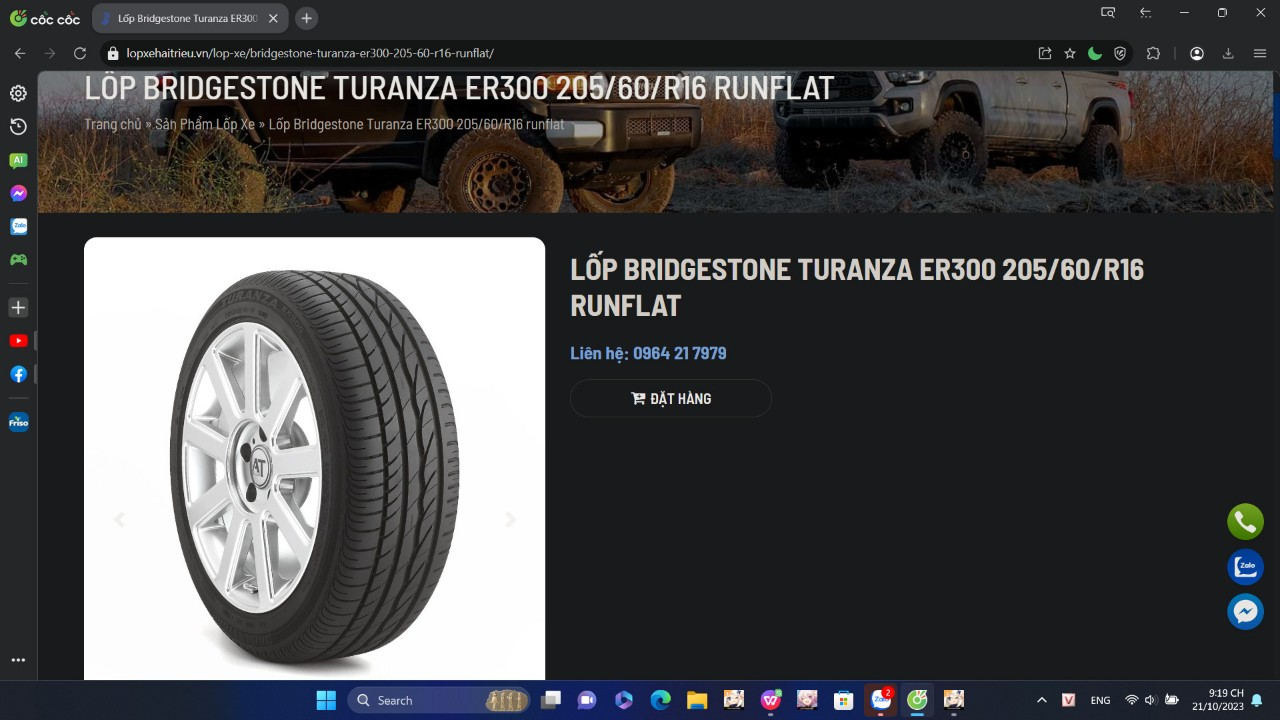 cốc cốc
Lốp Bridgestone Turanza ER300
lopxehaitrieu.vn/lop-xe/bridgestone-turanza-er300-205-60-r16-runflat/
LỐP BRIDGESTONE TURANZA ER300 205/60/R16 RUNFLAT
Trang chủ » Sản Phẩm Lốp Xe » Lốp Bridgestone Turanza ER300 205/60/R16 runflat
AI
Zalo
Friso
TURANZA
AT
LỐP BRIDGESTONE TURANZA ER300 205/60/R16
RUNFLAT
Liên hệ: 0964 21 7979
ĐẶT HÀNG
Zalo
Search
Zalo
2
V
ENG
9:19 CH
21/10/2023